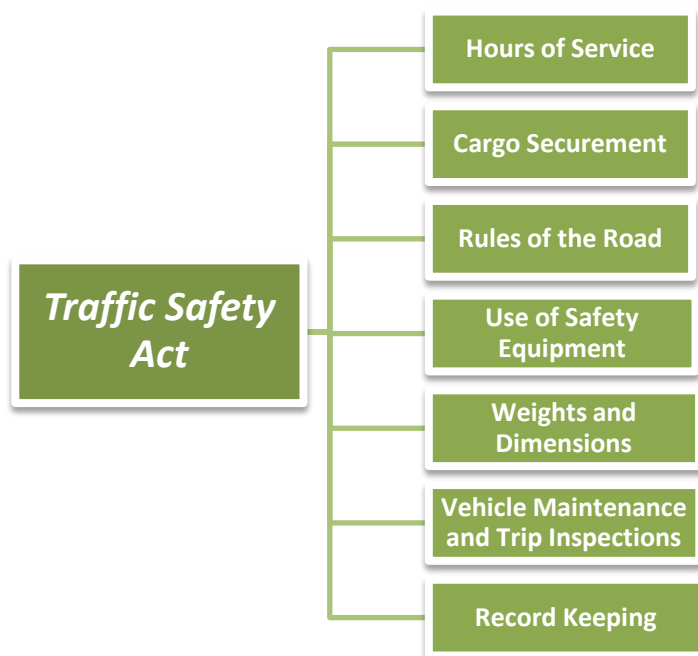 Hours of Service
Cargo Securement
Rules of the Road
Traffic Safety
Act
Use of Safety
Equipment
Weights and
Dimensions
Vehicle Maintenance
and Trip Inspections
Record Keeping